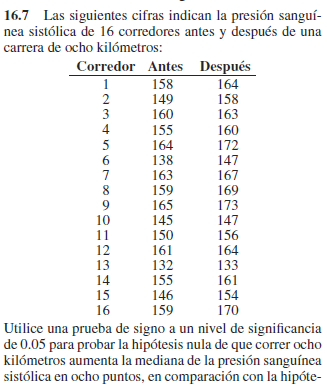 16.7 Las siguientes cifras indican la presión sanguí-
nea sistólica de 16 corredores antes y después de una
carrera de ocho kilómetros:
Corredor Antes Después
1 158 164
2 149 158
3 160 163
4 155 160
5 164 172
6 138 147
7 163 167
8 159 169
9 165 173
10 145 147
11 150 156
12 161 164
13 132 133
14 155 161
15 146 154
16 159 170
Utilice una prueba de signo a un nivel de significancia
de 0.05 para probar la hipótesis nula de que correr ocho
kilómetros aumenta la mediana de la presión sanguínea
sistólica en ocho puntos, en comparación con la hipóte-